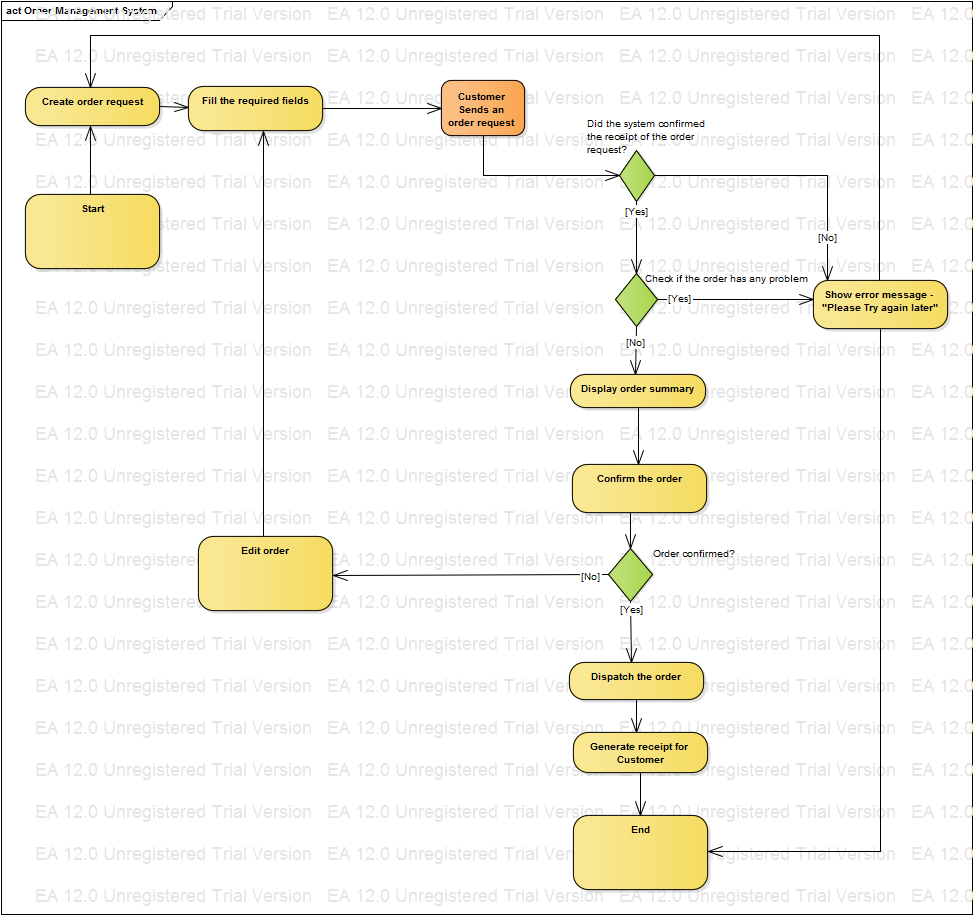 act Order Management System
EA 12.0 Unregistered Trial Version
Create order request
Fill the required fields
Customer
Sends an
order request
Did the system confirmed
the receipt of the order
request?
Start
[Yes]
[No]
Check if the order has any problem
[Yes]
Show error message -
"Please Try again later"
[No]
Display order summary
Confirm the order
Edit order
Order confirmed?
[No]
[Yes]
Dispatch the order
Generate receipt for
Customer
End